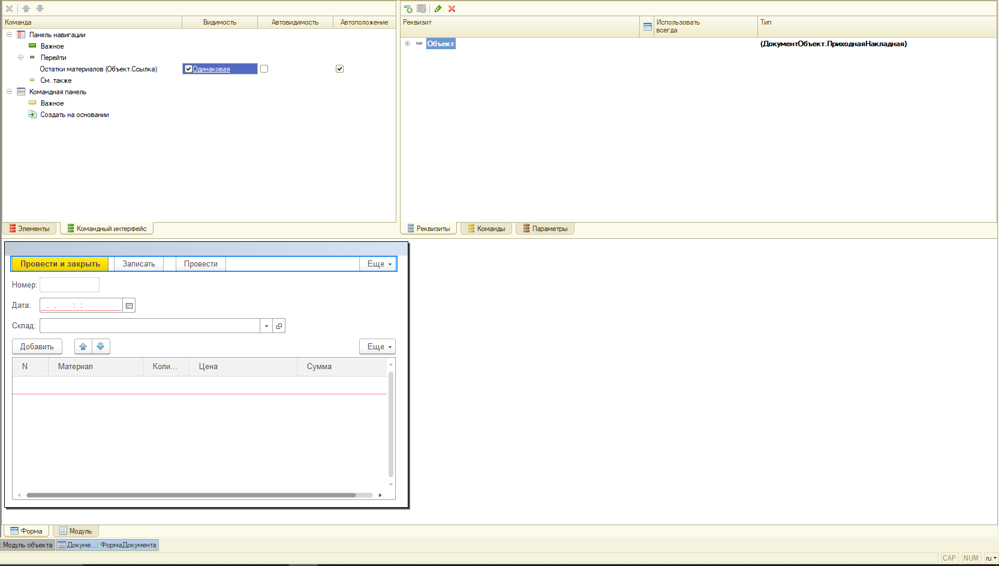 Команда Видимость Автовидимость Автоположение
Панель навигации
Важное
Перейти
Остатки материалов (Объект.Ссылка) Одинаковая
См. также
Командная панель
Важное
Создать на основании
Элементы Командный интерфейс
Реквизит Использовать всегда Тип
Объект (ДокументОбъект.ПриходнаяНакладная)
Реквизиты Команды Параметры
Провести и закрыть Записать Провести Еще
Номер:
Дата: . . : :
Склад:
Добавить Еще
N Материал Коли... Цена Сумма
Форма Модуль
: Модуль объекта Докуме...: ФормаДокумента
CAP NUM ru